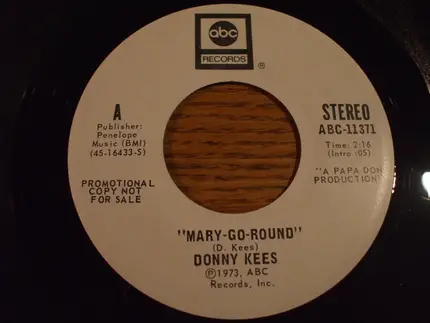 abc
RECORDS
®
A
Publisher:
Penelope
Music (BMI)
(45-16433-S)
PROMOTIONAL
COPY NOT
FOR SALE
STEREO
ABC-11371
Time: 2:16
(Intro :05)
"A PAPA DON
PRODUCTION"
"MARY-GO-ROUND"
(D. Kees)
DONNY KEES
Ⓟ1973, ABC
Records, Inc.